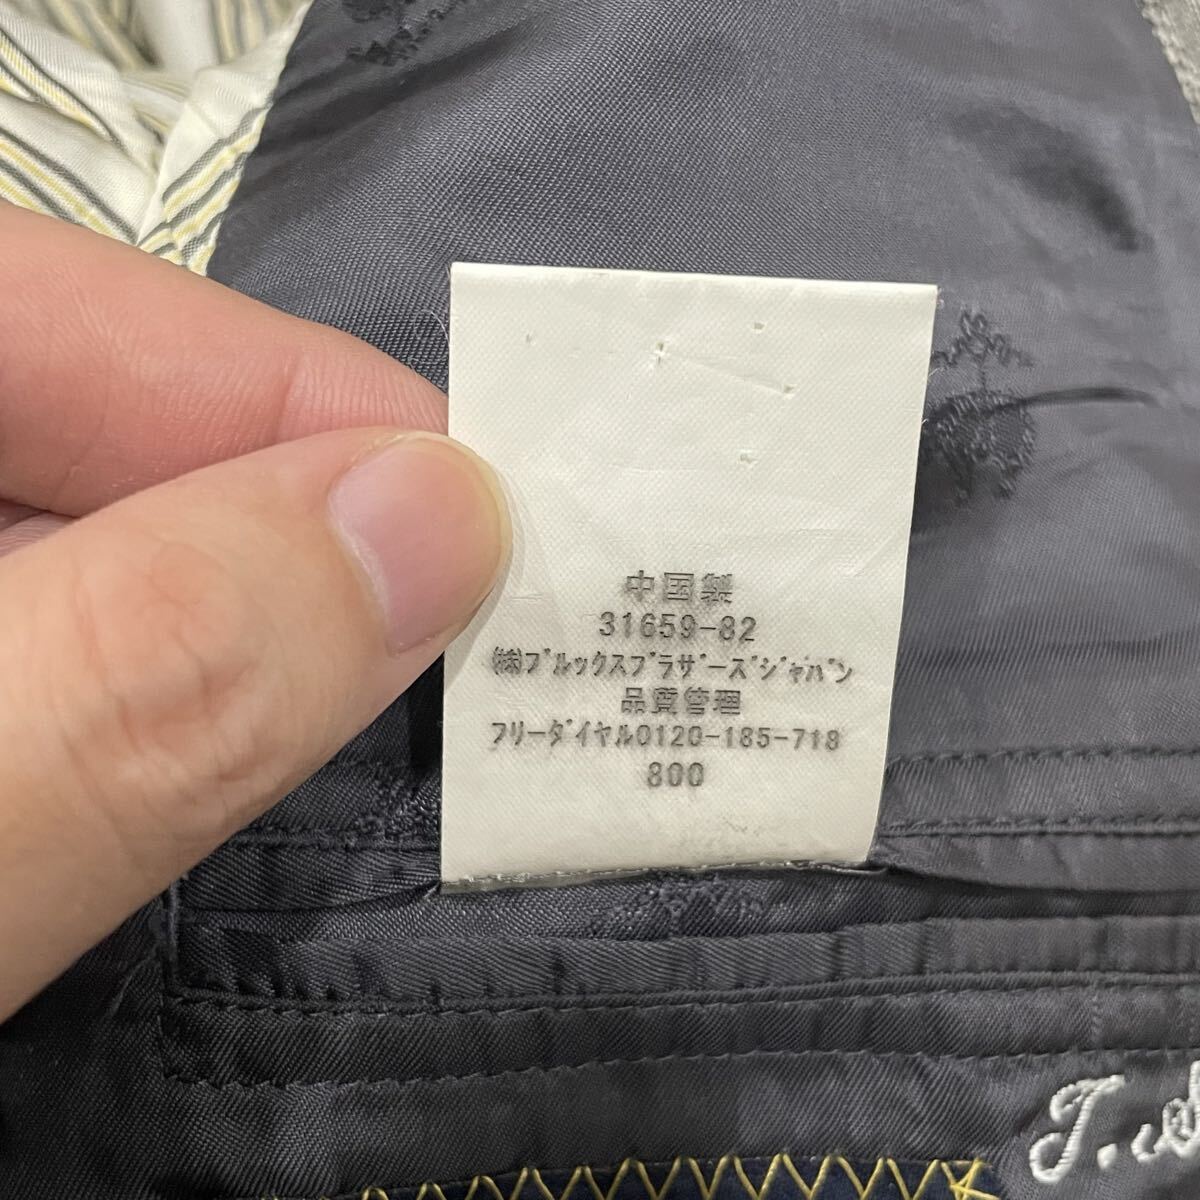 中国製
31659-82
㈱ﾌﾞﾙｯｸｽﾌﾞﾗｻﾞｰｽﾞｼﾞｬﾊﾟﾝ
品質管理
ﾌﾘｰﾀﾞｲﾔﾙ0120-185-718
800
J.